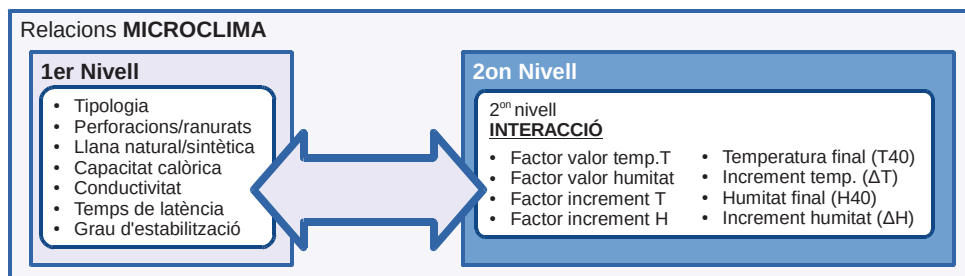 Relacions MICROCLIMA
1er Nivell
• Tipologia
• Perforacions/ranurats
• Llana natural/sintètica
• Capacitat calòrica
• Conductivitat
• Temps de latència
• Grau d'estabilització
2on Nivell
2on nivell
INTERACCIÓ
• Factor valor temp.T
• Factor valor humitat
• Factor increment T
• Factor increment H
• Temperatura final (T40)
• Increment temp. (ΔT)
• Humitat final (H40)
• Increment humitat (ΔH)